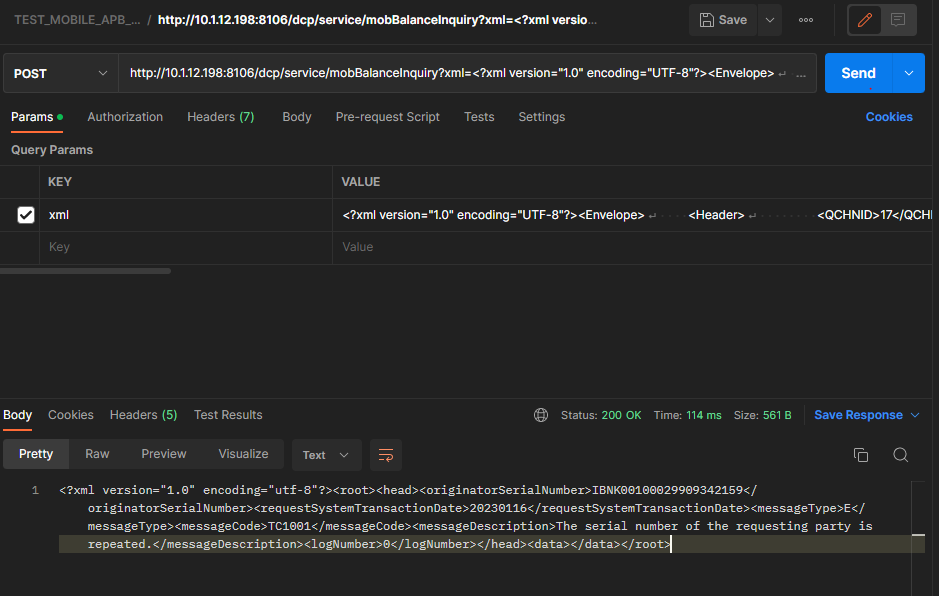 TEST_MOBILE_APB_... / http://10.1.12.198:8106/dcp/service/mobBalanceInquiry?xml=<?xml versio...
Save
POST http://10.1.12.198:8106/dcp/service/mobBalanceInquiry?xml=<?xml version="1.0" encoding="UTF-8"?><Envelope> ↵ ... Send
Params Authorization Headers (7) Body Pre-request Script Tests Settings Cookies
Query Params
KEY VALUE
xml <?xml version="1.0" encoding="UTF-8"?><Envelope> ↵ <Header> ↵ <QCHNID>17</QCHI
Key Value
Body Cookies Headers (5) Test Results Status: 200 OK Time: 114 ms Size: 561 B Save Response
Pretty Raw Preview Visualize Text
1 <?xml version="1.0" encoding="utf-8"?><root><head><originatorSerialNumber>IBNK00100029909342159</
originatorSerialNumber><requestSystemTransactionDate>20230116</requestSystemTransactionDate><messageType>E</
messageType><messageCode>TC1001</messageCode><messageDescription>The serial number of the requesting party is
repeated.</messageDescription><logNumber>0</logNumber></head><data></data></root>